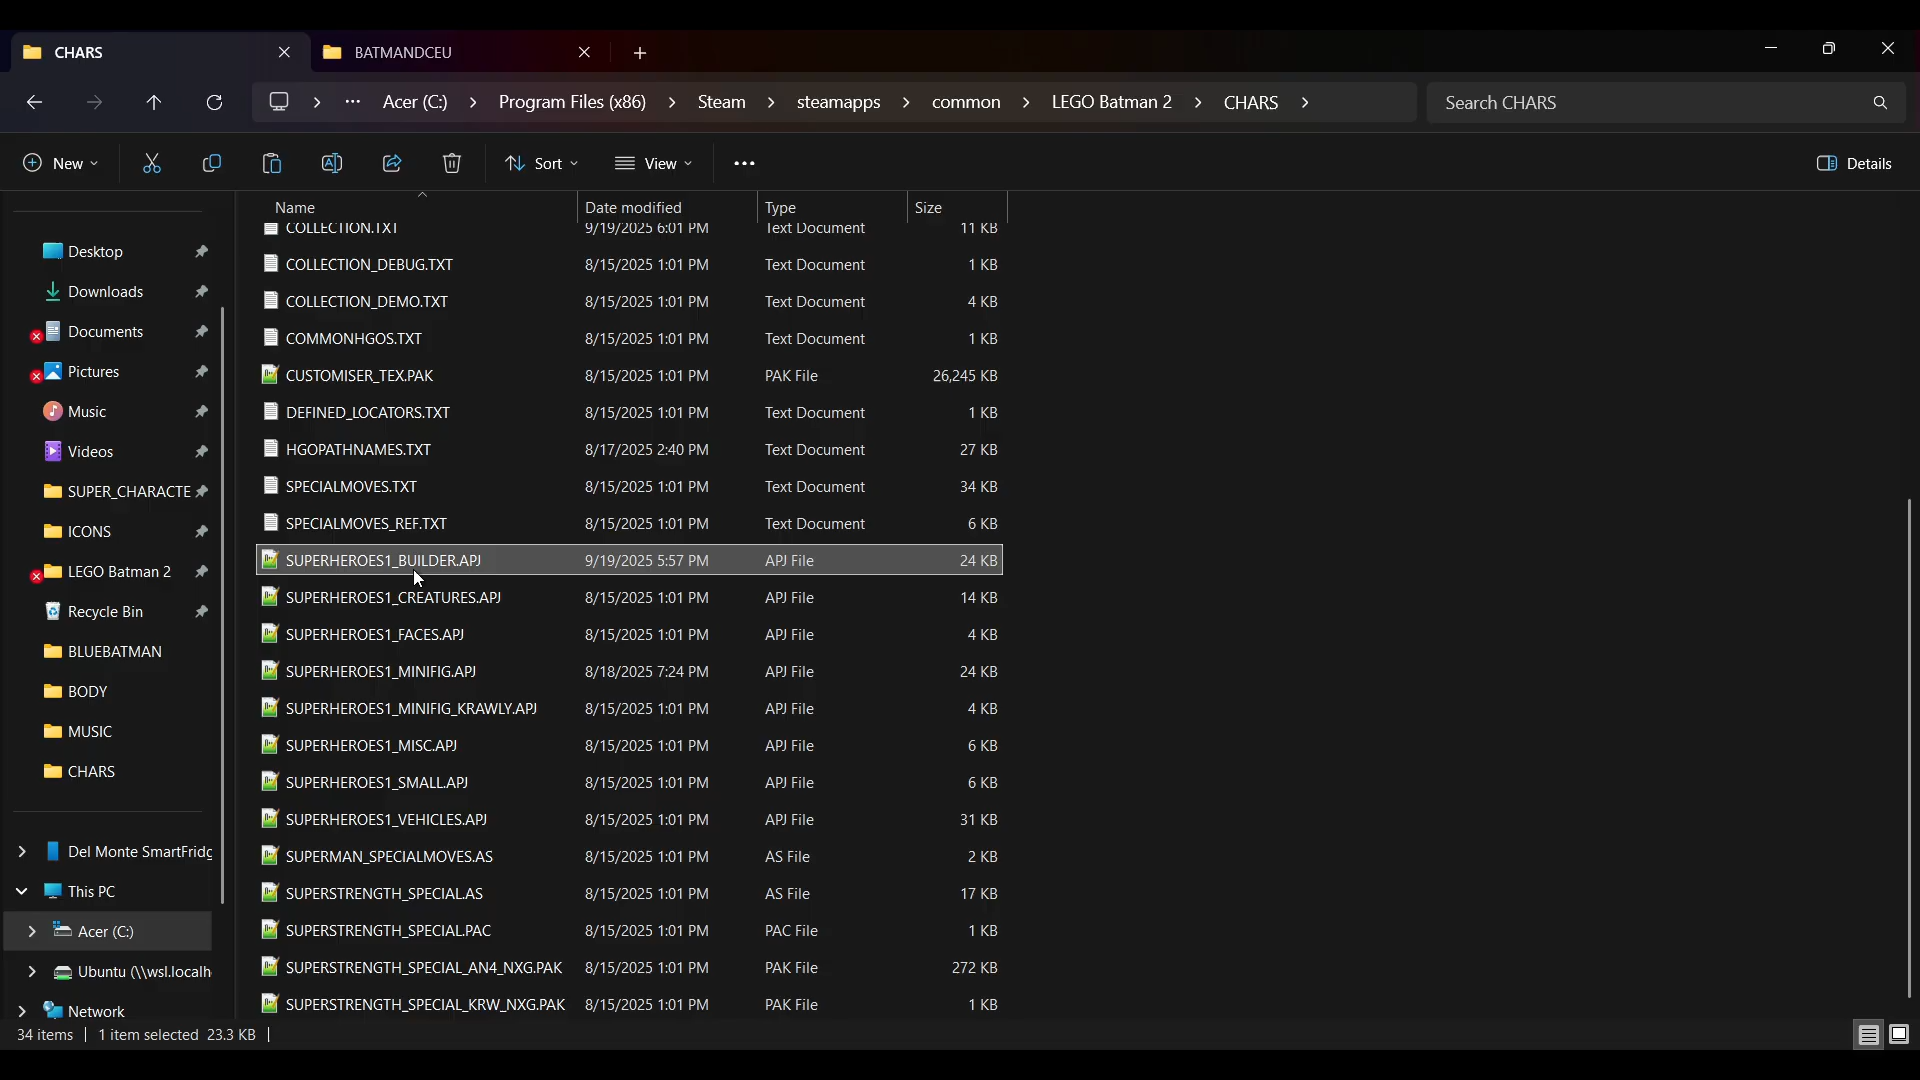 CHARS
BATMANDCEU
Acer (C:) > Program Files (x86) > Steam > steamapps > common > LEGO Batman 2 > CHARS >
Search CHARS
New
Sort
View
Details
Name Date modified Type Size
Desktop
Downloads
Documents
Pictures
Music
Videos
SUPER_CHARACTE
ICONS
LEGO Batman 2
Recycle Bin
BLUEBATMAN
BODY
MUSIC
CHARS
Del Monte SmartFridg
This PC
Acer (C:)
Ubuntu (\\wsl.localh
Network
COLLECTION.TXT 9/19/2025 6:01 PM Text Document 11 KB
COLLECTION_DEBUG.TXT 8/15/2025 1:01 PM Text Document 1 KB
COLLECTION_DEMO.TXT 8/15/2025 1:01 PM Text Document 4 KB
COMMONHGOS.TXT 8/15/2025 1:01 PM Text Document 1 KB
CUSTOMISER_TEX.PAK 8/15/2025 1:01 PM PAK File 26,245 KB
DEFINED_LOCATORS.TXT 8/15/2025 1:01 PM Text Document 1 KB
HGOPATHNAMES.TXT 8/17/2025 2:40 PM Text Document 27 KB
SPECIALMOVES.TXT 8/15/2025 1:01 PM Text Document 34 KB
SPECIALMOVES_REF.TXT 8/15/2025 1:01 PM Text Document 6 KB
SUPERHEROES1_BUILDER.APJ 9/19/2025 5:57 PM APJ File 24 KB
SUPERHEROES1_CREATURES.APJ 8/15/2025 1:01 PM APJ File 14 KB
SUPERHEROES1_FACES.APJ 8/15/2025 1:01 PM APJ File 4 KB
SUPERHEROES1_MINIFIG.APJ 8/18/2025 7:24 PM APJ File 24 KB
SUPERHEROES1_MINIFIG_KRAWLY.APJ 8/15/2025 1:01 PM APJ File 4 KB
SUPERHEROES1_MISC.APJ 8/15/2025 1:01 PM APJ File 6 KB
SUPERHEROES1_SMALL.APJ 8/15/2025 1:01 PM APJ File 6 KB
SUPERHEROES1_VEHICLES.APJ 8/15/2025 1:01 PM APJ File 31 KB
SUPERMAN_SPECIALMOVES.AS 8/15/2025 1:01 PM AS File 2 KB
SUPERSTRENGTH_SPECIAL.AS 8/15/2025 1:01 PM AS File 17 KB
SUPERSTRENGTH_SPECIAL.PAC 8/15/2025 1:01 PM PAC File 1 KB
SUPERSTRENGTH_SPECIAL_AN4_NXG.PAK 8/15/2025 1:01 PM PAK File 272 KB
SUPERSTRENGTH_SPECIAL_KRW_NXG.PAK 8/15/2025 1:01 PM PAK File 1 KB
34 items | 1 item selected 23.3 KB |